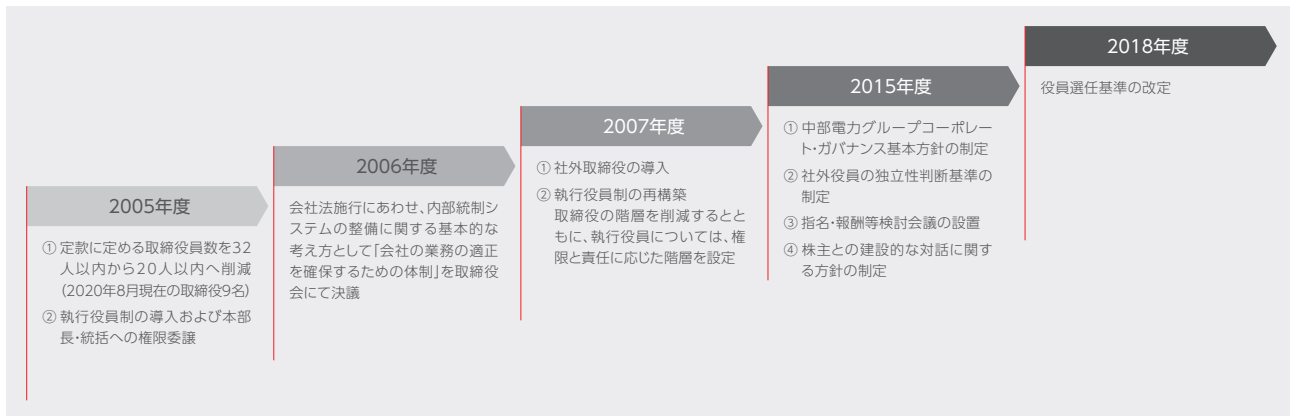 2005年度
① 定款に定める取締役員数を32
人以内から20人以内へ削減
(2020年8月現在の取締役9名)
② 執行役員制の導入および本部
長・統括への権限委譲
2006年度
会社法施行にあわせ、内部統制シ
ステムの整備に関する基本的な
考え方として「会社の業務の適正
を確保するための体制」を取締役
会にて決議
2007年度
① 社外取締役の導入
② 執行役員制の再構築
取締役の階層を削減するとと
もに、執行役員については、権
限と責任に応じた階層を設定
2015年度
① 中部電力グループコーポレー
ト・ガバナンス基本方針の制定
② 社外役員の独立性判断基準の
制定
③ 指名・報酬等検討会議の設置
④ 株主との建設的な対話に関す
る方針の制定
2018年度
役員選任基準の改定